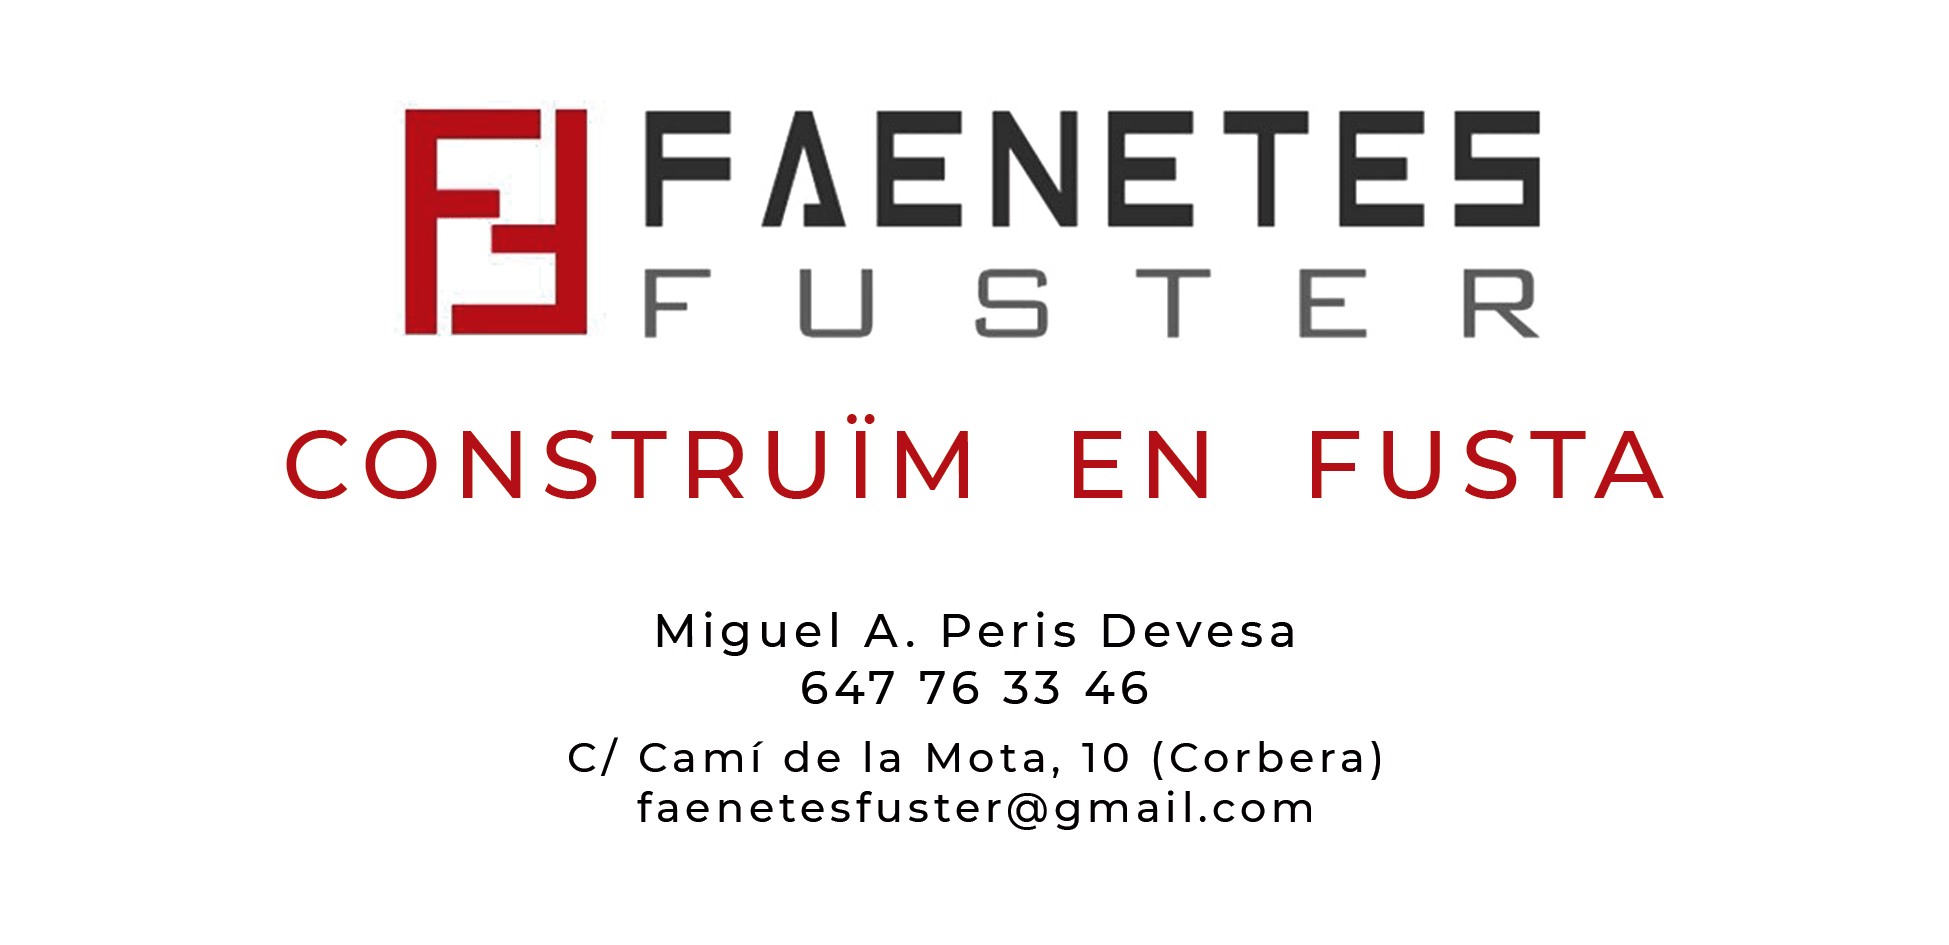 FAENETES
FUSTER
CONSTRUÏM EN FUSTA
Miguel A. Peris Devesa
647 76 33 46
C/ Camí de la Mota, 10 (Corbera)
faenetesfuster@gmail.com